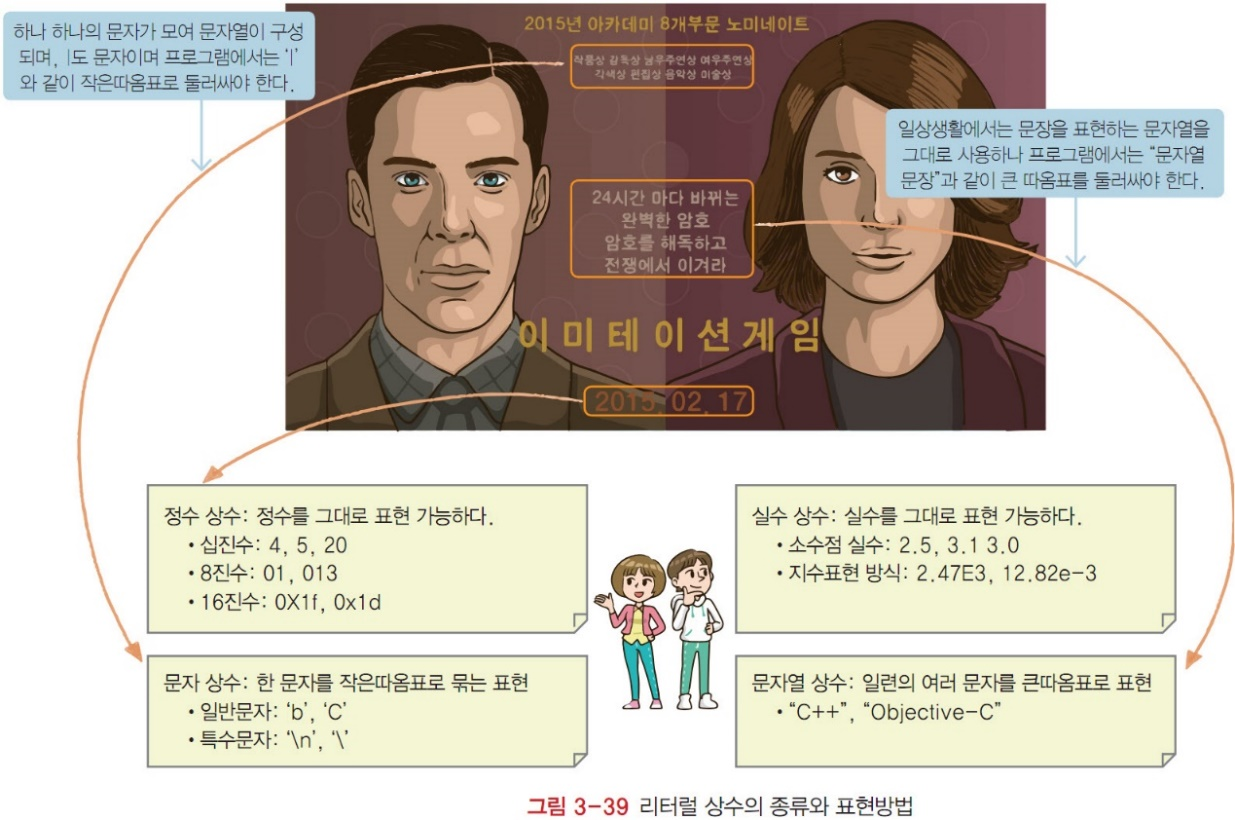 하나 하나의 문자가 모여 문자열이 구성
되며, |도 문자이며 프로그램에서는 '|'
와 같이 작은따옴표로 둘러싸야 한다.
2015년 아카데미 8개부문 노미네이트
작품상 감독상 남우주연상 여우주연상
각색상 편집상 음악상 미술상
일상생활에서는 문장을 표현하는 문자열을
그대로 사용하나 프로그램에서는 “문자열
문장”과 같이 큰 따옴표를 둘러싸야 한다.
24시간 마다 바뀌는
완벽한 암호
암호를 해독하고
전쟁에서 이겨라
이미테이션게임
2015. 02. 17
정수 상수: 정수를 그대로 표현 가능하다.
• 십진수: 4, 5, 20
• 8진수: 01, 013
• 16진수: 0X1f, 0x1d
실수 상수: 실수를 그대로 표현 가능하다.
• 소수점 실수: 2.5, 3.1 3.0
• 지수표현 방식: 2.47E3, 12.82e-3
문자 상수: 한 문자를 작은따옴표로 묶는 표현
• 일반문자: ‘b’, ‘C’
• 특수문자: ‘\n’, ‘\’
문자열 상수: 일련의 여러 문자를 큰따옴표로 표현
• “C++”, “Objective-C”
그림 3-39 리터럴 상수의 종류와 표현방법